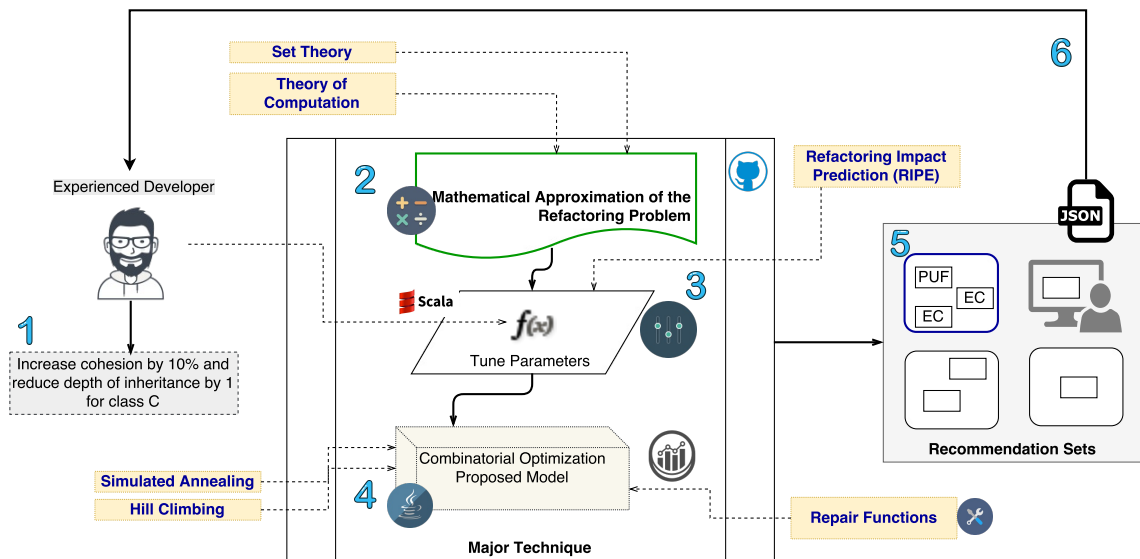 6
Set Theory
Theory of
Computation
Experienced Developer
2
Mathematical Approximation of the
Refactoring Problem
Refactoring Impact
Prediction (RIPE)
JSON
5
PUF
EC
EC
3
Scala
f(x)
Tune Parameters
1
Increase cohesion by 10% and
reduce depth of inheritance by 1
for class C
Recommendation Sets
Combinatorial Optimization
Proposed Model
4
Simulated Annealing
Hill Climbing
Repair Functions
Major Technique